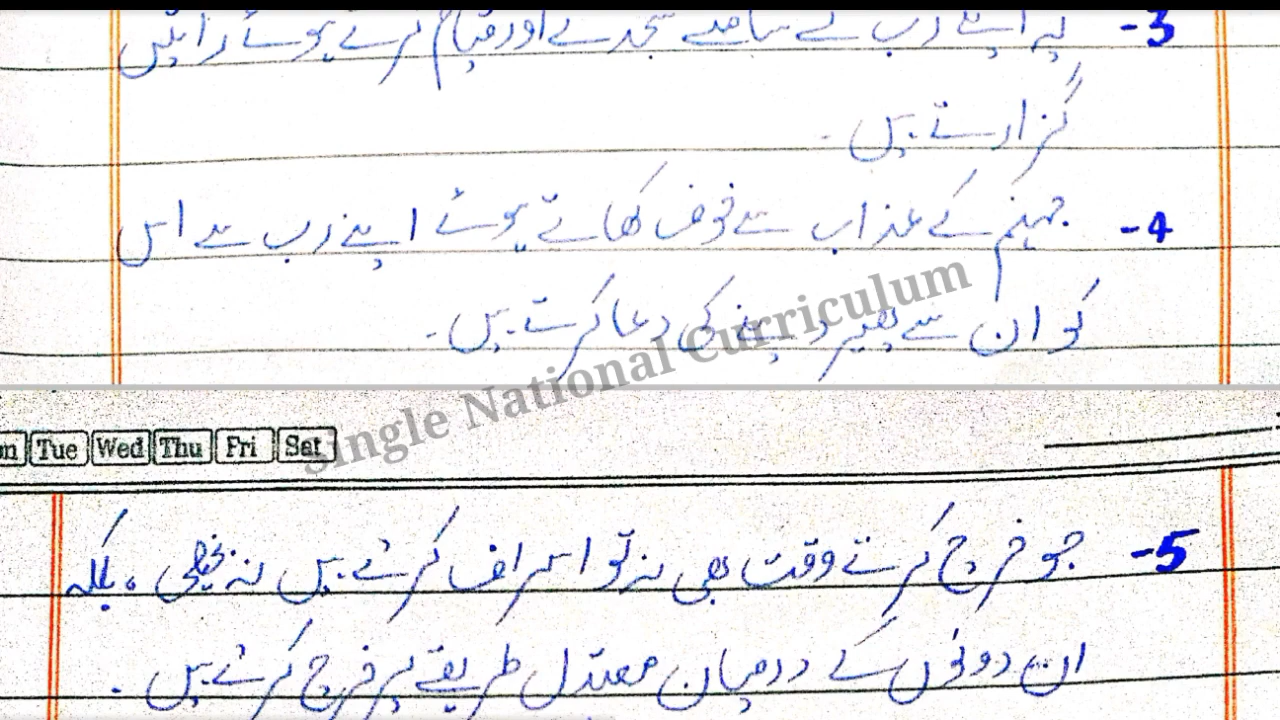 3- یہ اپنے رب کے سامنے سجدے اور قیام کرتے ہوئے راتیں
گزارتے ہیں۔
4- جہنم کے عذاب سے خوف کھاتے ہوئے اپنے رب سے اس
کو ان سے پھیر دینے کی دعا کرتے ہیں۔
Single National Curriculum
Tue Wed Thu Fri Sat
5- جو خرچ کرتے وقت بھی نہ تو اسراف کرتے ہیں نہ بخیلی، بلکہ
ان دونوں کے درمیان معتدل طریقے پر خرچ کرتے ہیں۔